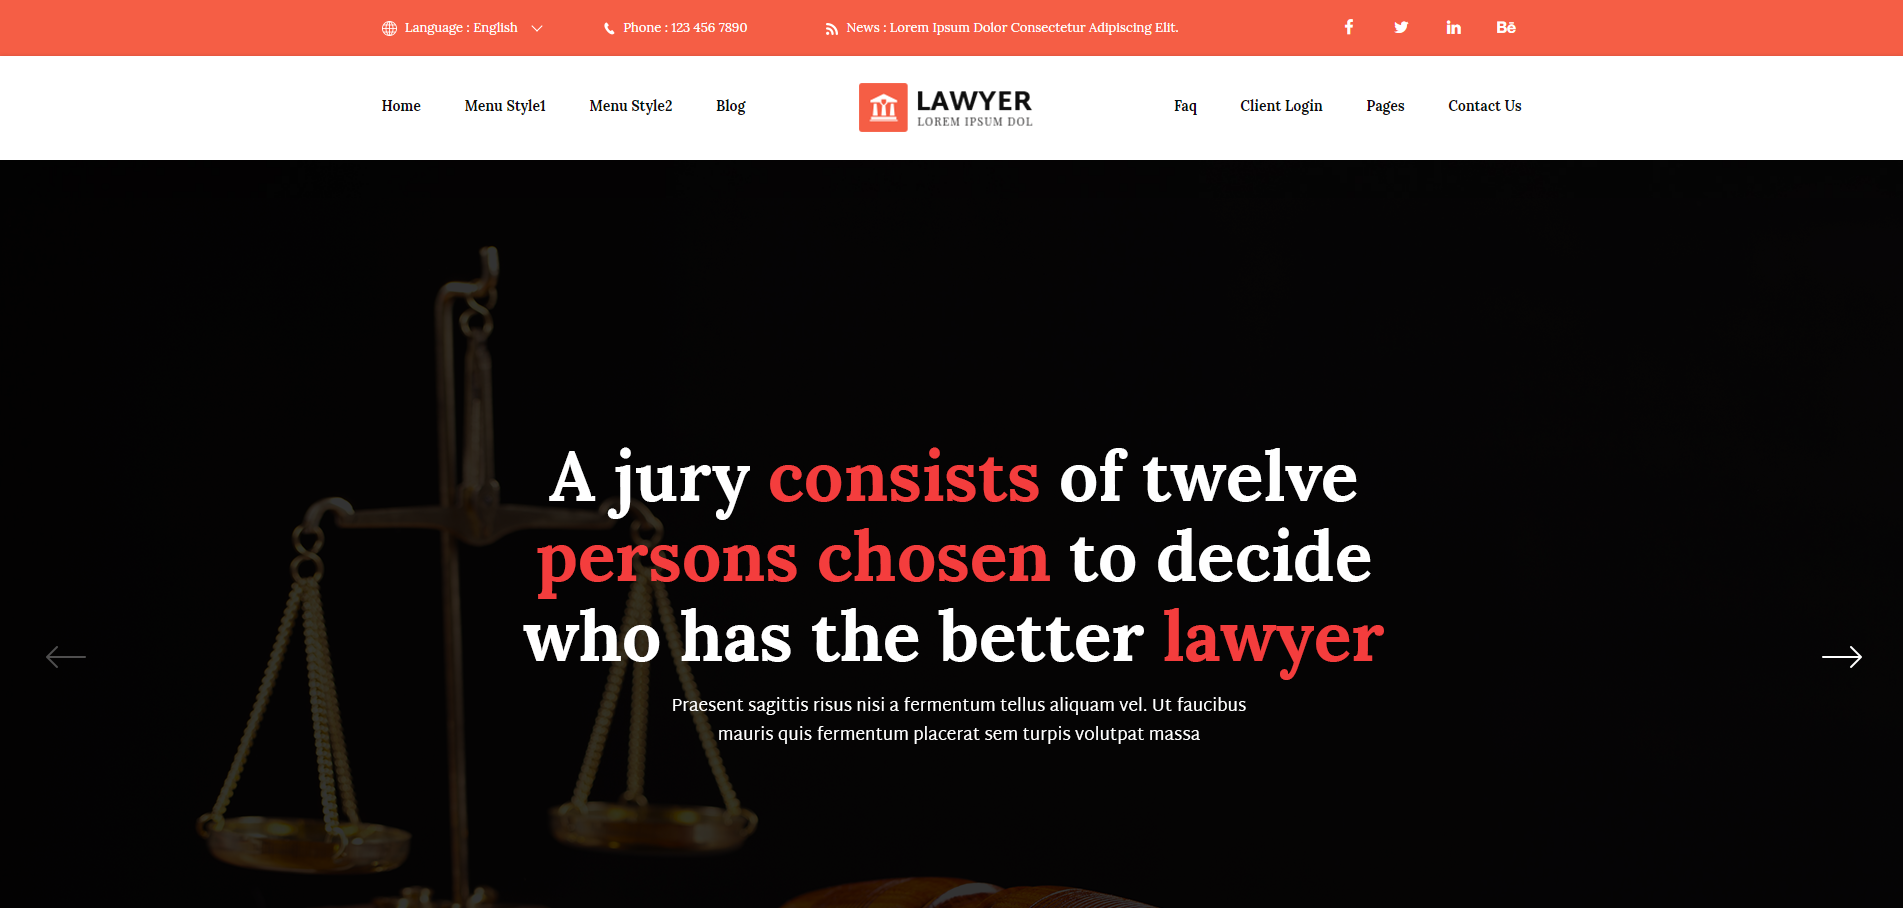 Language : English
Phone : 123 456 7890
News : Lorem Ipsum Dolor Consectetur Adipiscing Elit.
Bē
Home
Menu Style1
Menu Style2
Blog
LAWYER
LOREM IPSUM DOL
Faq
Client Login
Pages
Contact Us
A jury consists of twelve
persons chosen to decide
who has the better lawyer
Praesent sagittis risus nisi a fermentum tellus aliquam vel. Ut faucibus
mauris quis fermentum placerat sem turpis volutpat massa